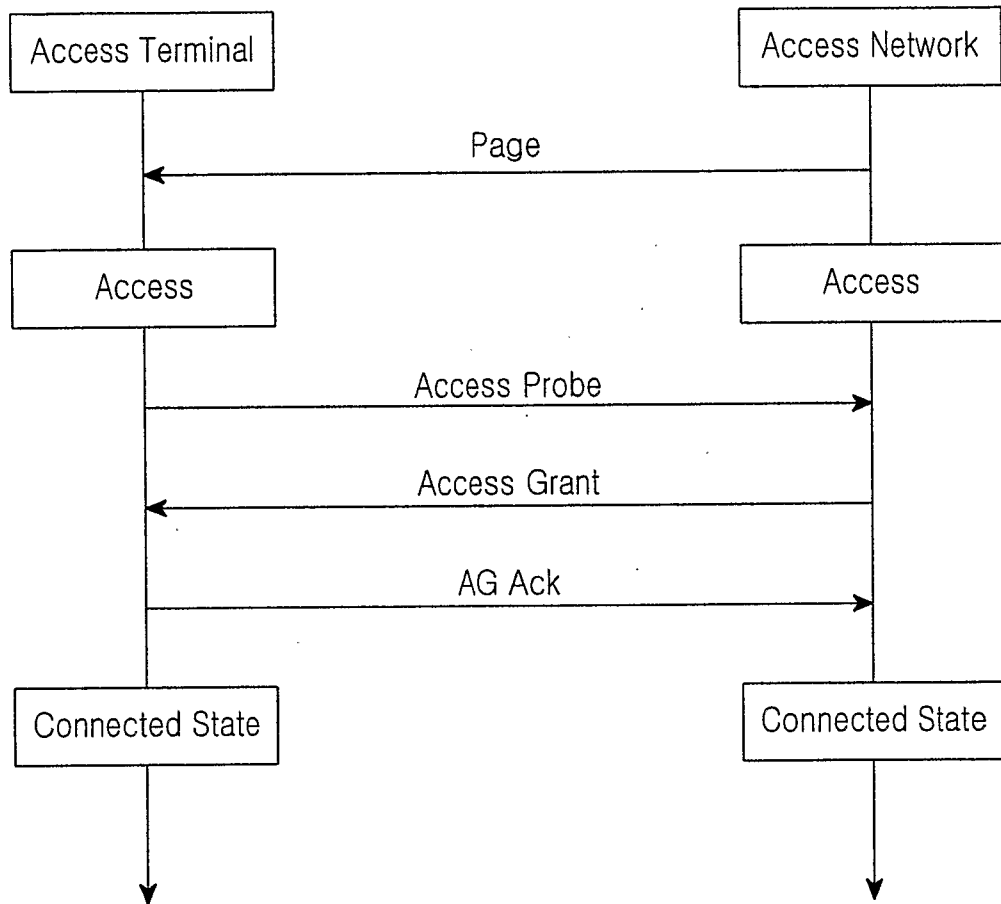 Access Terminal
Access Network
Page
Access
Access
Access Probe
Access Grant
AG Ack
Connected State
Connected State